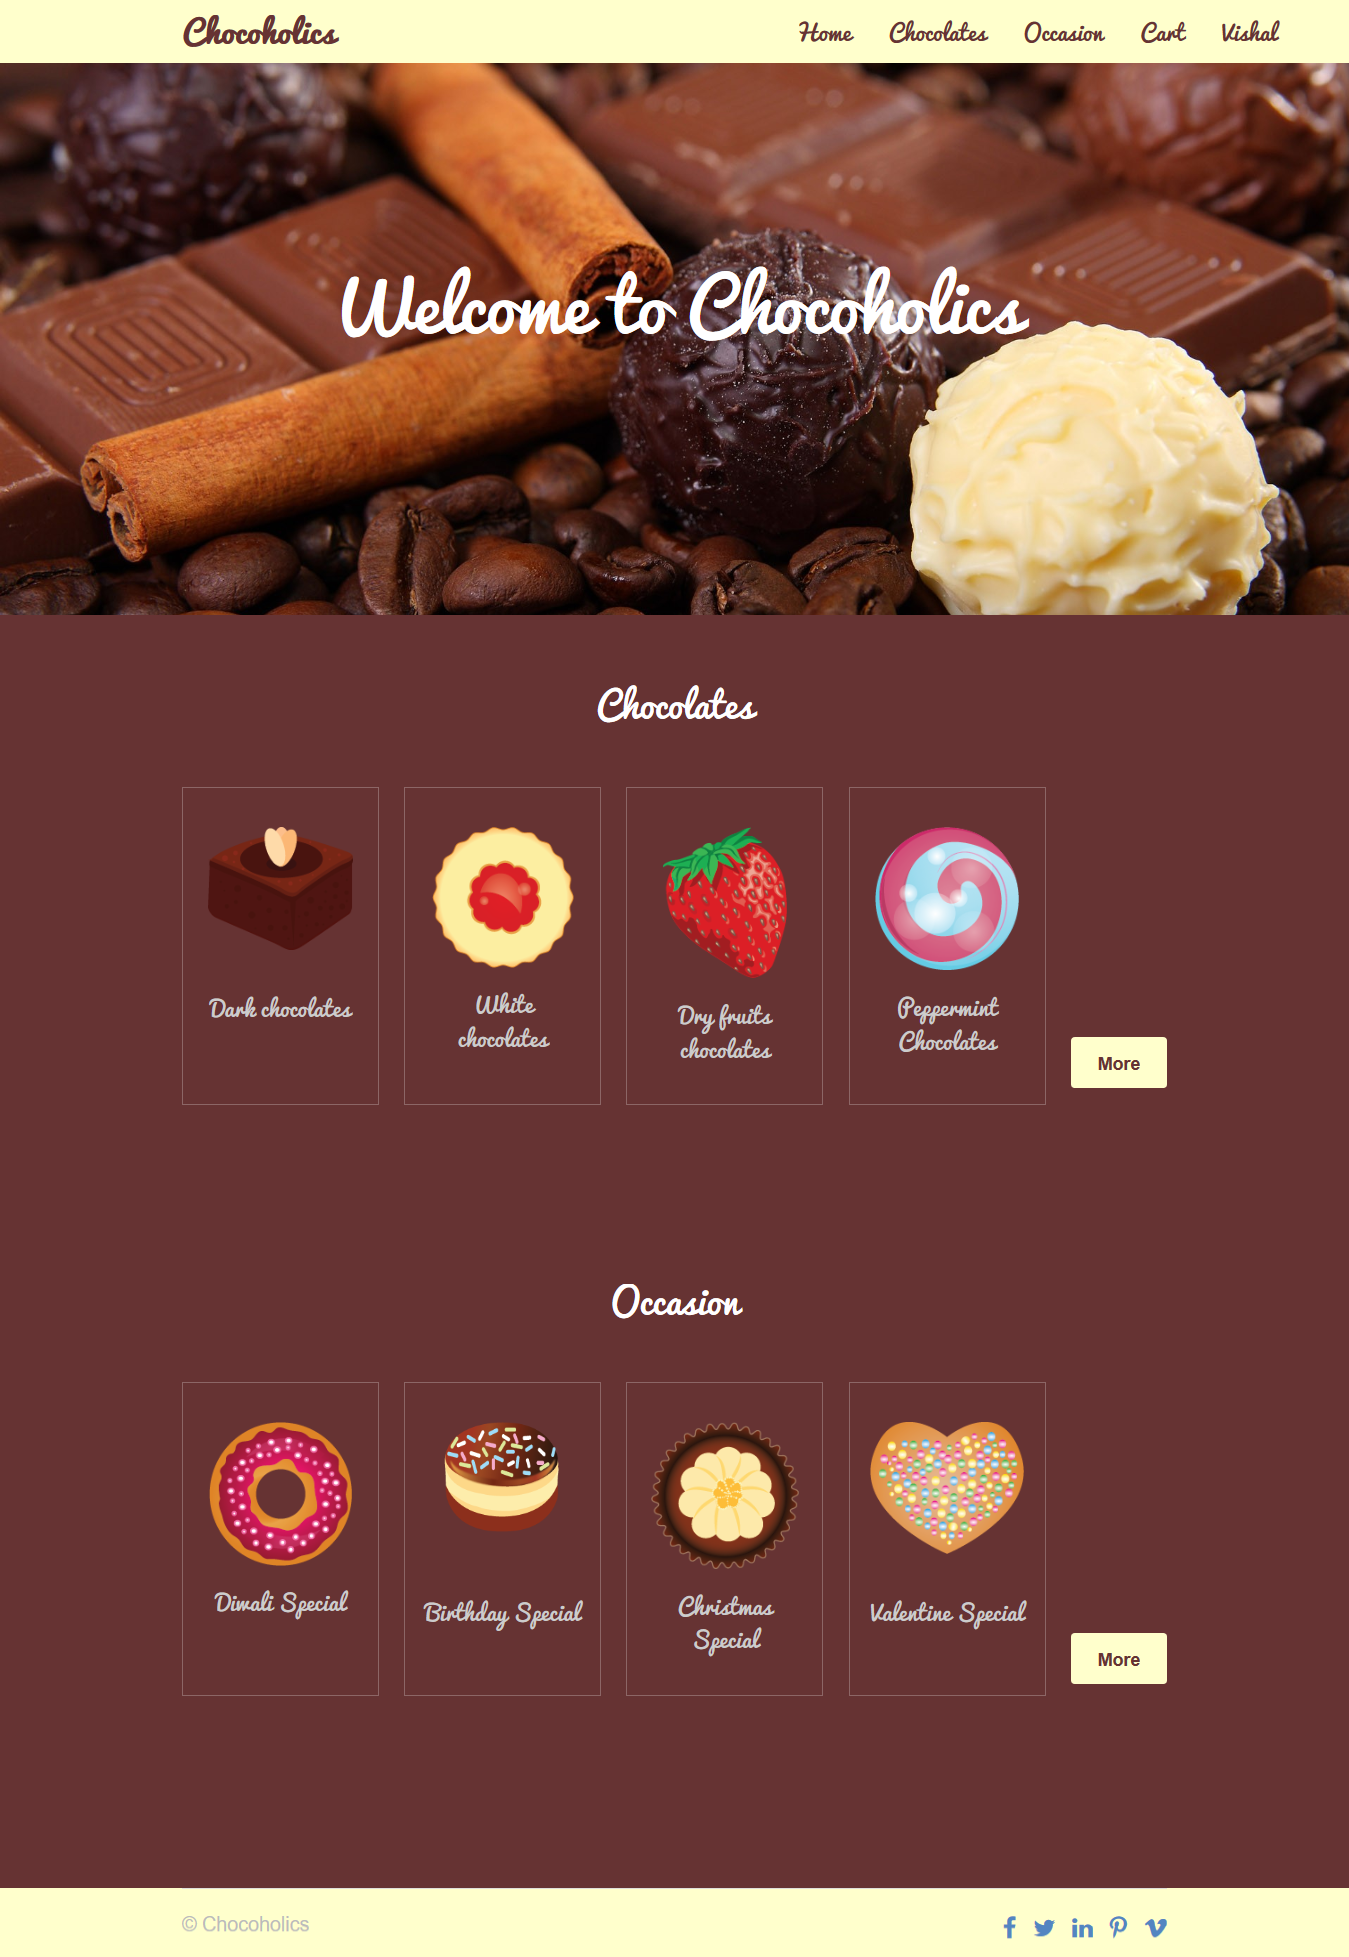 Chocoholics
Home Chocolates Occasion Cart Vishal
Welcome to Chocoholics
Chocolates
Dark chocolates
White
chocolates
Dry fruits
chocolates
Peppermint
Chocolates
More
Occasion
Diwali Special
Birthday Special
Christmas
Special
Valentine Special
More
© Chocoholics